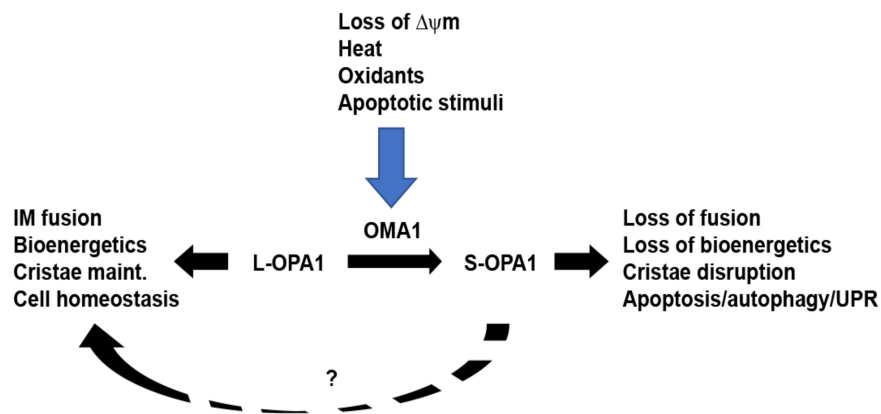 Loss of Δψm
Heat
Oxidants
Apoptotic stimuli
OMA1
IM fusion
Bioenergetics
Cristae maint.
Cell homeostasis
L-OPA1
S-OPA1
Loss of fusion
Loss of bioenergetics
Cristae disruption
Apoptosis/autophagy/UPR
?